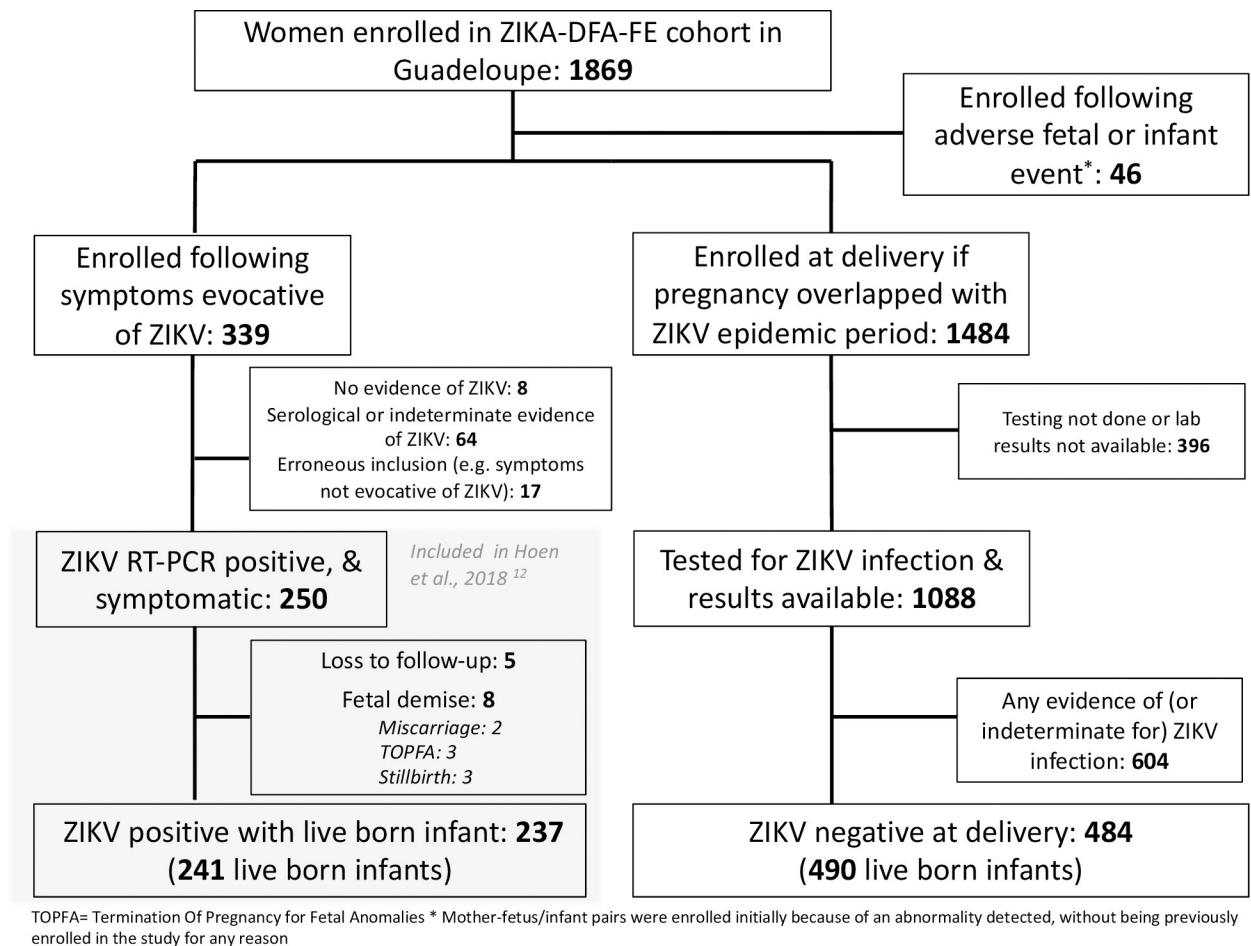 Women enrolled in ZIKA-DFA-FE cohort in
Guadeloupe: 1869
Enrolled following
adverse fetal or infant
event*: 46
Enrolled following
symptoms evocative
of ZIKV: 339
Enrolled at delivery if
pregnancy overlapped with
ZIKV epidemic period: 1484
No evidence of ZIKV: 8
Serological or indeterminate evidence
of ZIKV: 64
Erroneous inclusion (e.g. symptoms
not evocative of ZIKV): 17
Testing not done or lab
results not available: 396
ZIKV RT-PCR positive, &
symptomatic: 250
Included in Hoen
et al., 2018 12
Tested for ZIKV infection &
results available: 1088
Loss to follow-up: 5
Fetal demise: 8
Miscarriage: 2
TOPFA: 3
Stillbirth: 3
Any evidence of (or
indeterminate for) ZIKV
infection: 604
ZIKV positive with live born infant: 237
(241 live born infants)
ZIKV negative at delivery: 484
(490 live born infants)
TOPFA= Termination Of Pregnancy for Fetal Anomalies * Mother-fetus/infant pairs were enrolled initially because of an abnormality detected, without being previously
enrolled in the study for any reason